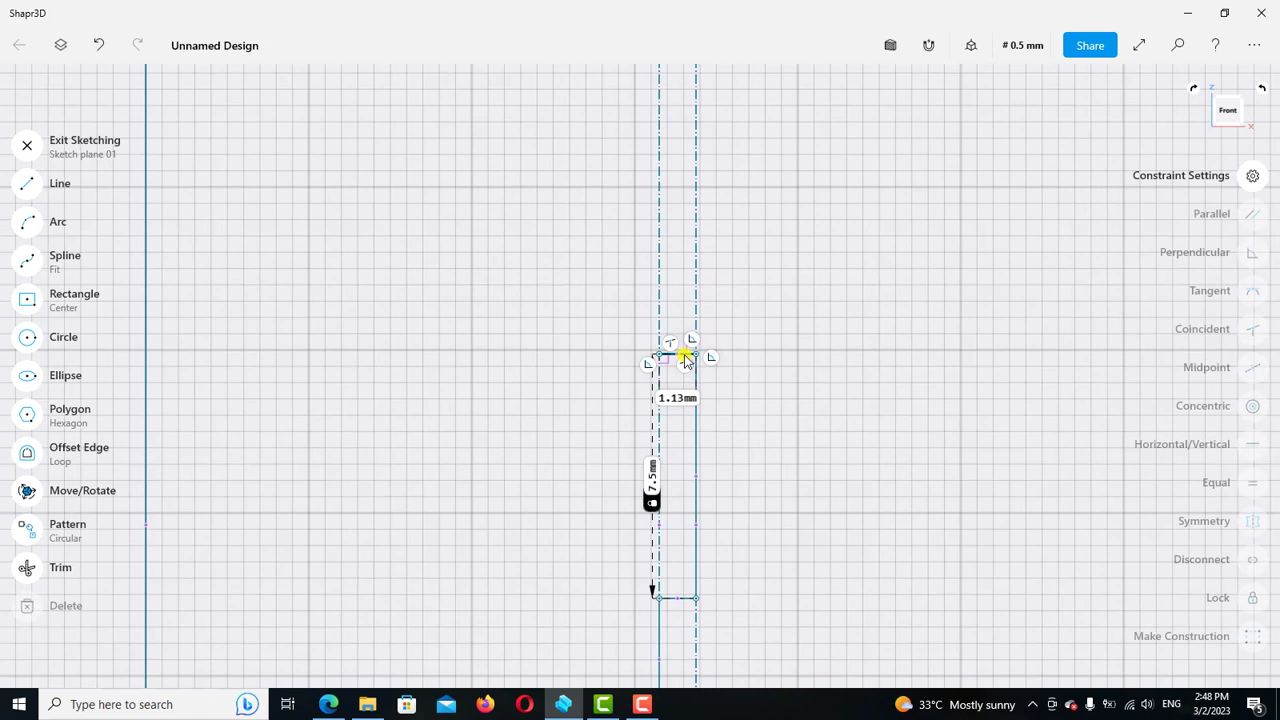 Shapr3D
Unnamed Design
# 0.5 mm
Share
Z
Front
X
Exit Sketching
Sketch plane 01
Line
Arc
Spline
Fit
Rectangle
Center
Circle
Ellipse
Polygon
Hexagon
Offset Edge
Loop
Move/Rotate
Pattern
Circular
Trim
Delete
1.13mm
7.5mm
Constraint Settings
Parallel
Perpendicular
Tangent
Coincident
Midpoint
Concentric
Horizontal/Vertical
Equal
Symmetry
Disconnect
Lock
Make Construction
Type here to search
33°C Mostly sunny
ENG
2:48 PM
3/2/2023